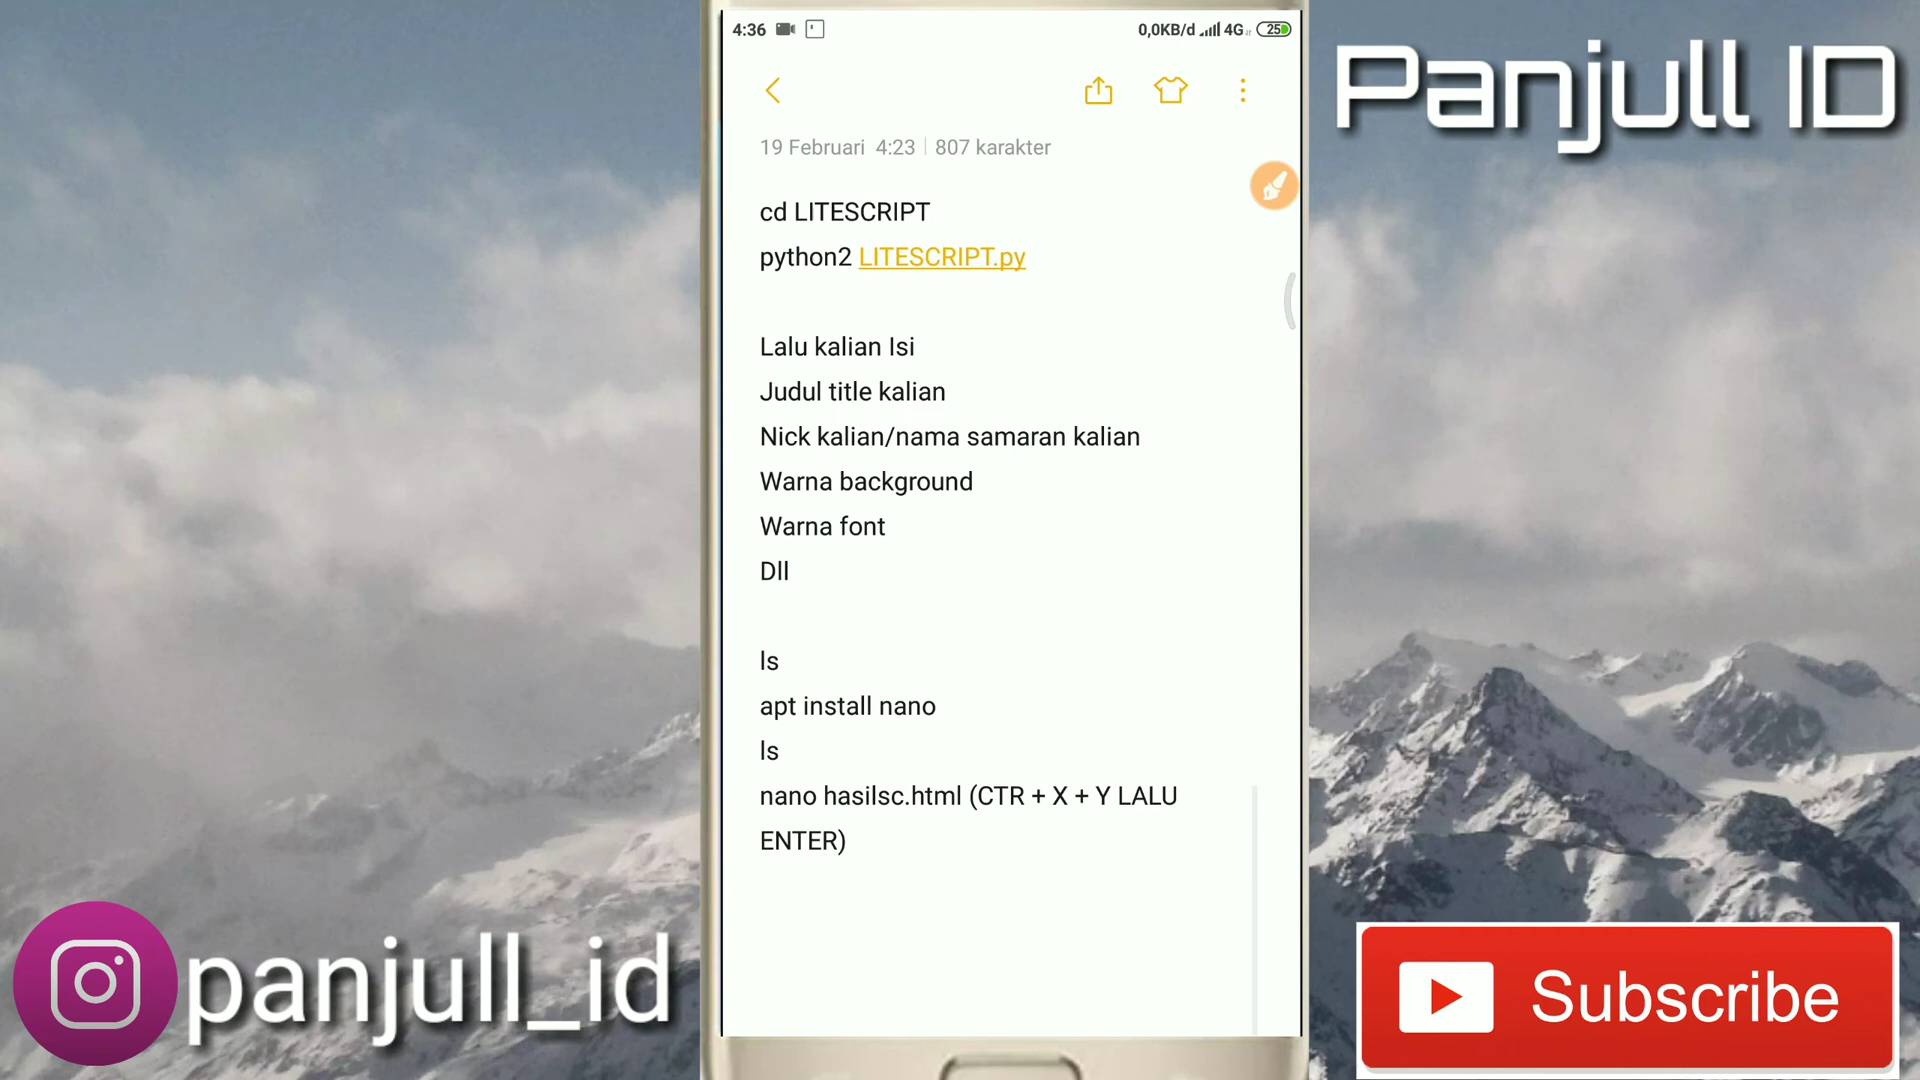 4:36
0,0KB/d
4G
25
Panjull ID
19 Februari 4:23 | 807 karakter
cd LITESCRIPT
python2 LITESCRIPT.py
Lalu kalian Isi
Judul title kalian
Nick kalian/nama samaran kalian
Warna background
Warna font
Dll
ls
apt install nano
ls
nano hasilsc.html (CTR + X + Y LALU
ENTER)
panjull_id
Subscribe